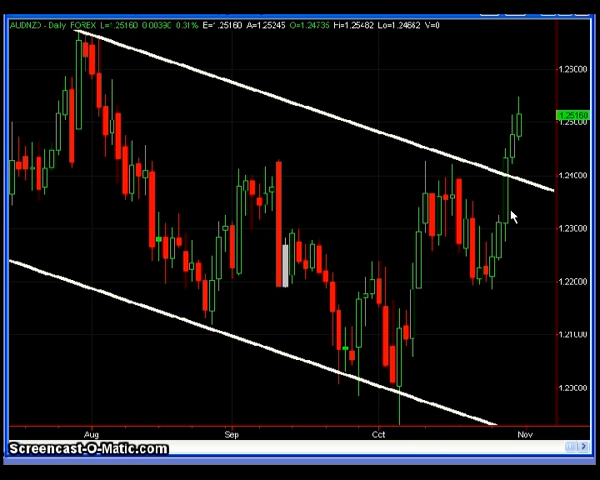 AUDNZD - Daily FOREX L=1.25160 0.0039C 0.31% E=1.25160 A=1.25245 O=1.24735 Hi=1.25482 Lo=1.24662 V=0
1.25160
1.25000
1.24000
1.23000
1.22000
1.21000
Aug Sep Oct Nov
Screencast-O-Matic.com